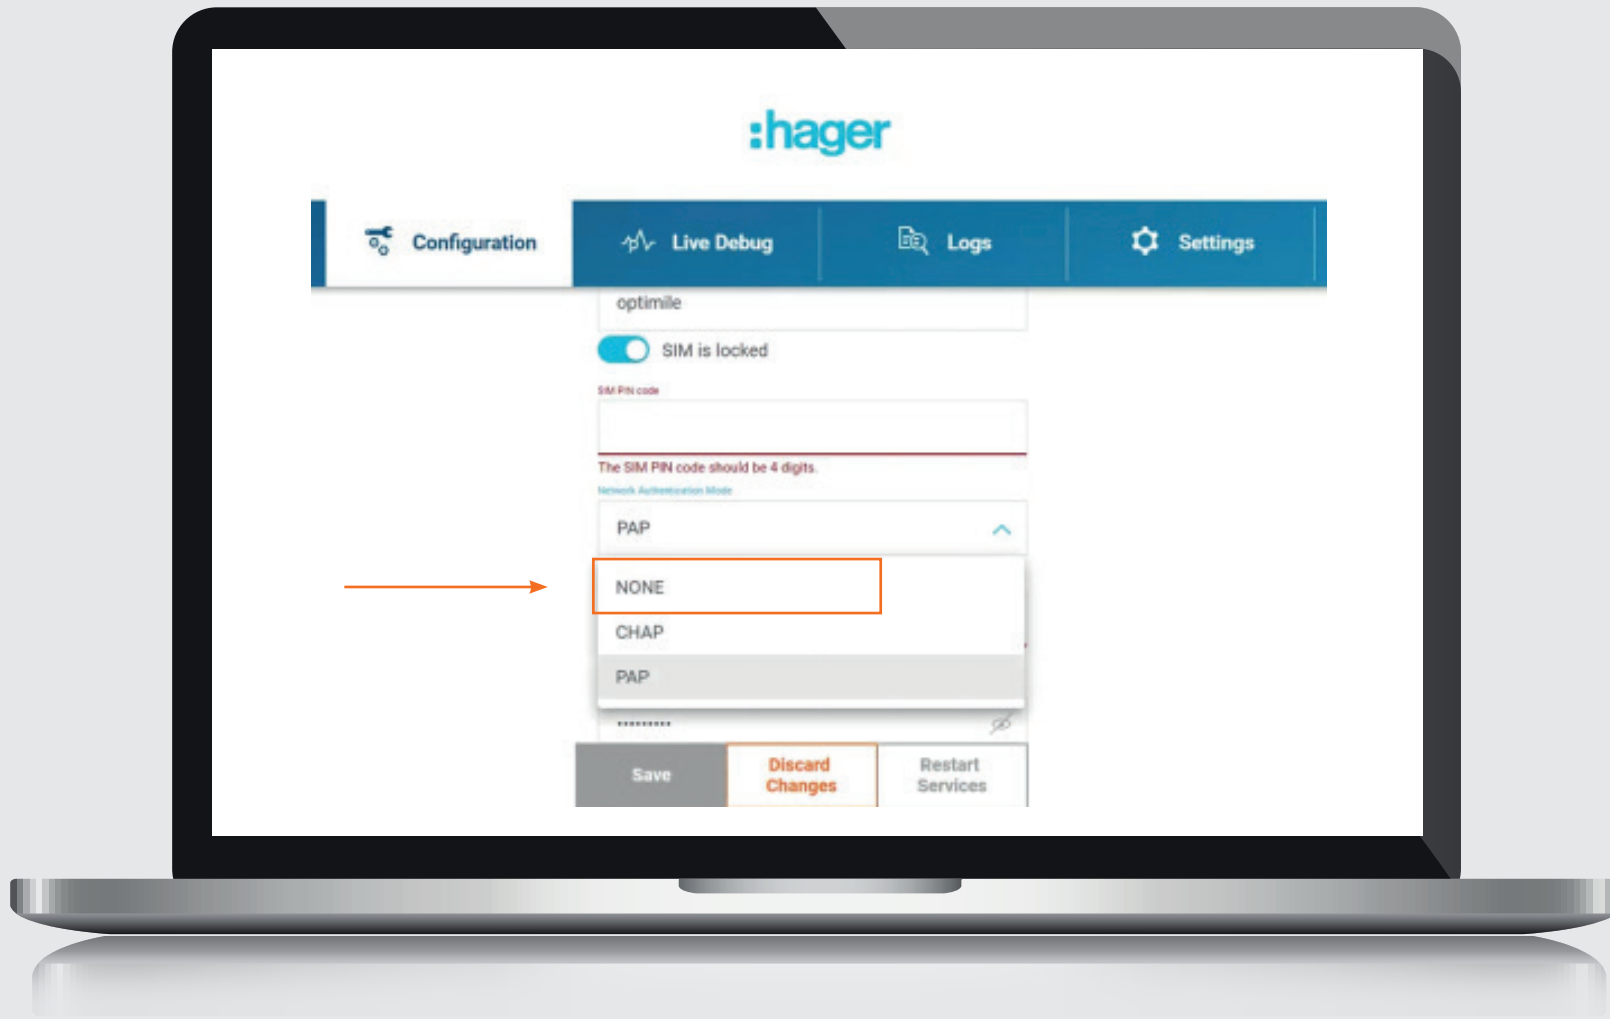 :hager
Configuration
Live Debug
Logs
Settings
optimile
SIM is locked
SIM PIN code
The SIM PIN code should be 4 digits.
Network Authentication Mode
PAP
NONE
CHAP
PAP
•••••••••
Save
Discard
Changes
Restart
Services